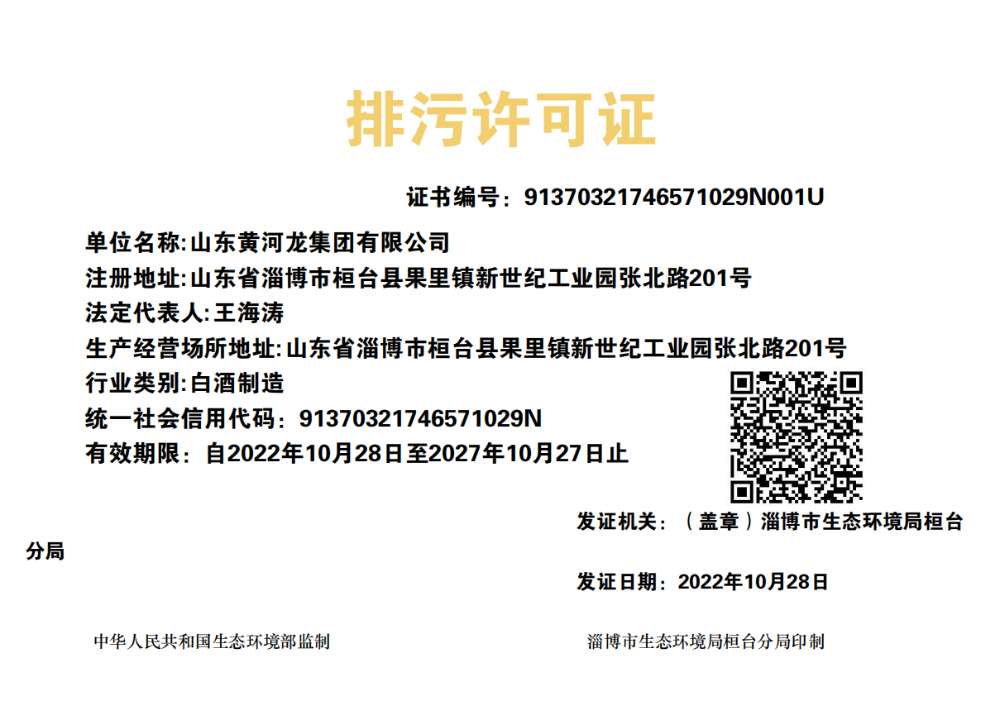 排污许可证
证书编号：91370321746571029N001U
单位名称:山东黄河龙集团有限公司
注册地址:山东省淄博市桓台县果里镇新世纪工业园张北路201号
法定代表人:王海涛
生产经营场所地址:山东省淄博市桓台县果里镇新世纪工业园张北路201号
行业类别:白酒制造
统一社会信用代码：91370321746571029N
有效期限：自2022年10月28日至2027年10月27日止
发证机关：（盖章）淄博市生态环境局桓台
分局
发证日期：2022年10月28日
中华人民共和国生态环境部监制
淄博市生态环境局桓台分局印制